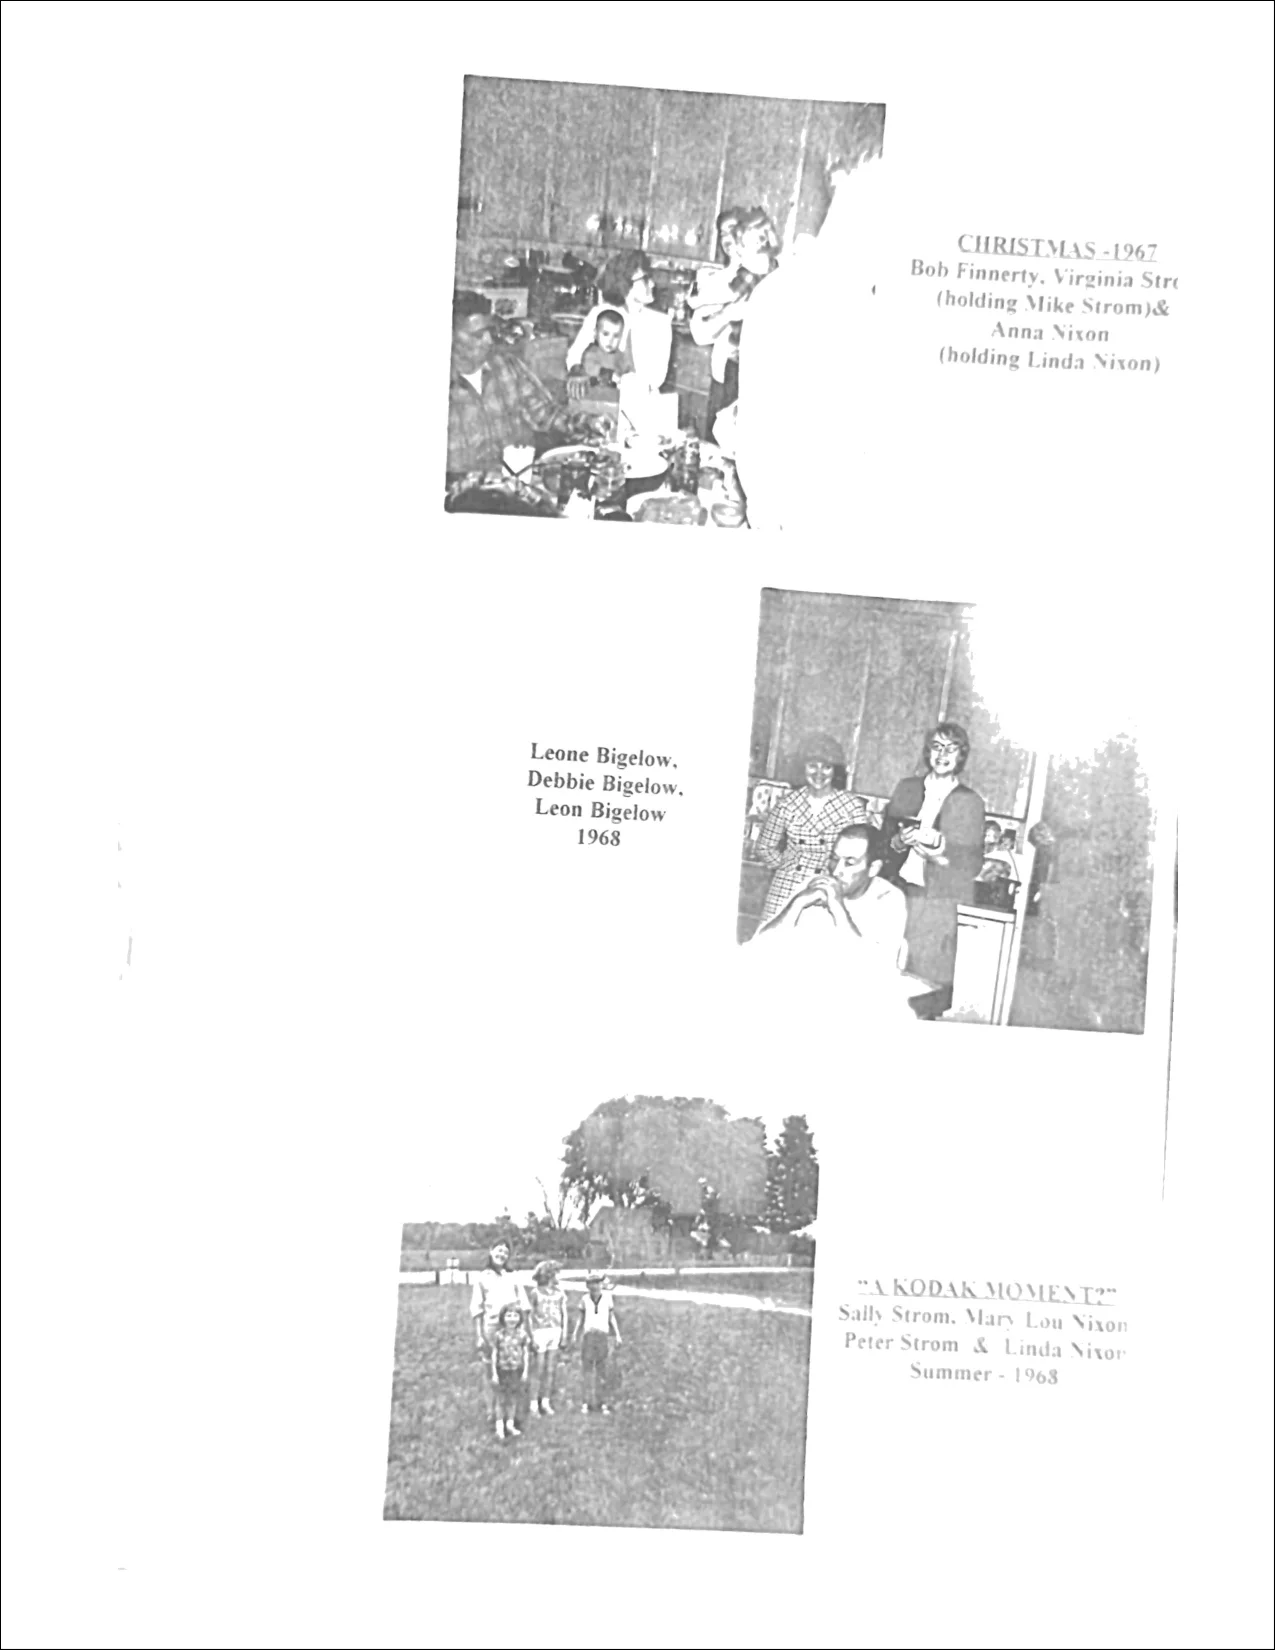 CHRISTMAS -1967
Bob Finnerty, Virginia Stro
(holding Mike Strom)&
Anna Nixon
(holding Linda Nixon)
Leone Bigelow,
Debbie Bigelow,
Leon Bigelow
1968
"A KODAK MOMENT?"
Sally Strom, Mary Lou Nixon
Peter Strom & Linda Nixon
Summer - 1968